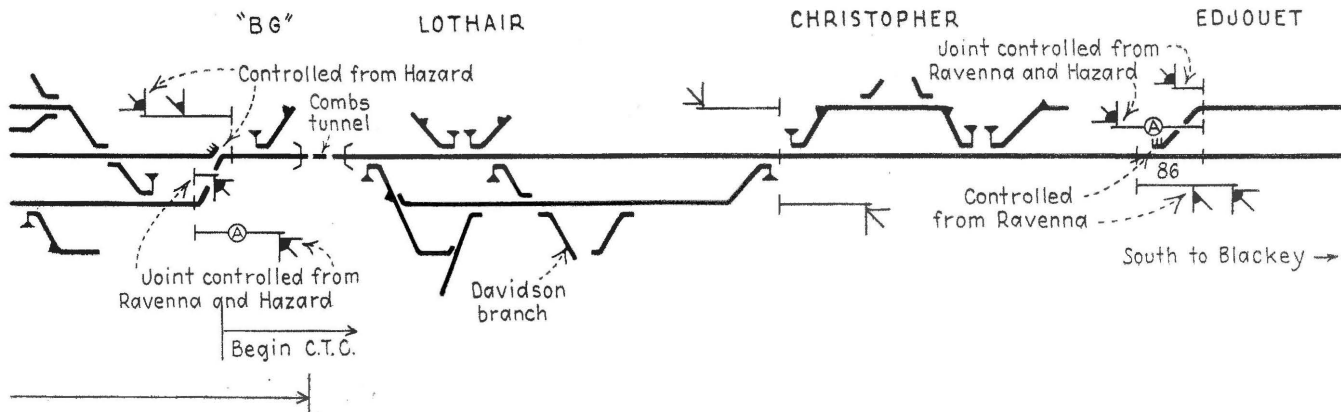 "BG"
LOTHAIR
CHRISTOPHER
EDJOUET
Controlled from Hazard
Combs
tunnel
Joint controlled from
Ravenna and Hazard
A
86
Controlled
from Ravenna
A
Joint controlled from
Ravenna and Hazard
Davidson
branch
South to Blackey →
Begin C.T.C.